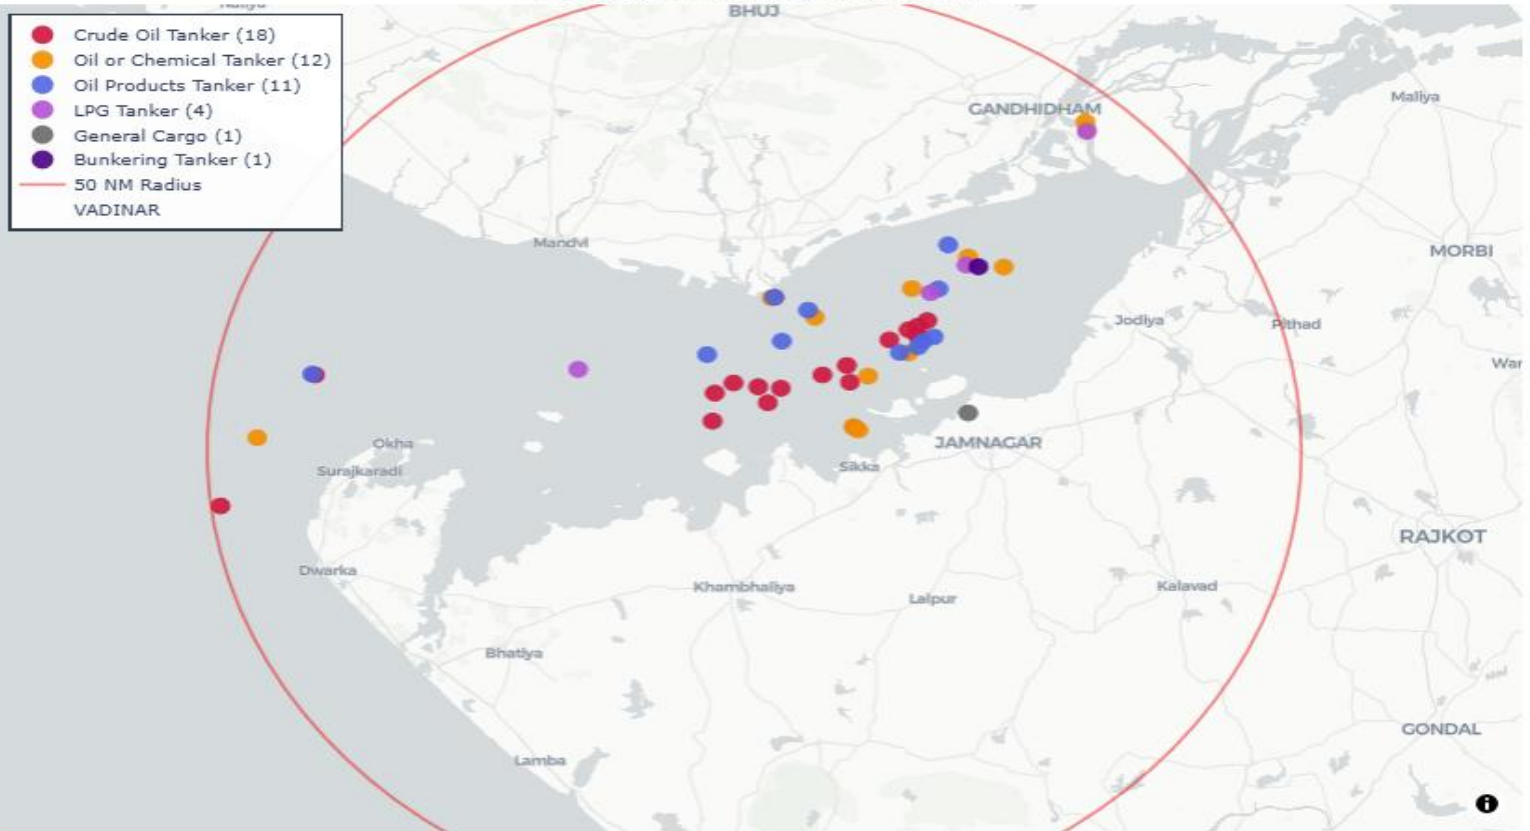 BHUJ
Crude Oil Tanker (18)
Oil or Chemical Tanker (12)
Oil Products Tanker (11)
LPG Tanker (4)
General Cargo (1)
Bunkering Tanker (1)
50 NM Radius
VADINAR
Maliya
GANDHIDHAM
Mandvi
MORBI
Jodiya
Pithad
War
Okha
JAMNAGAR
Surajkaradi
Sikka
RAJKOT
Dwarka
Khambhaliya
Lalpur
Kalavad
Bhatiya
GONDAL
Lamba
i